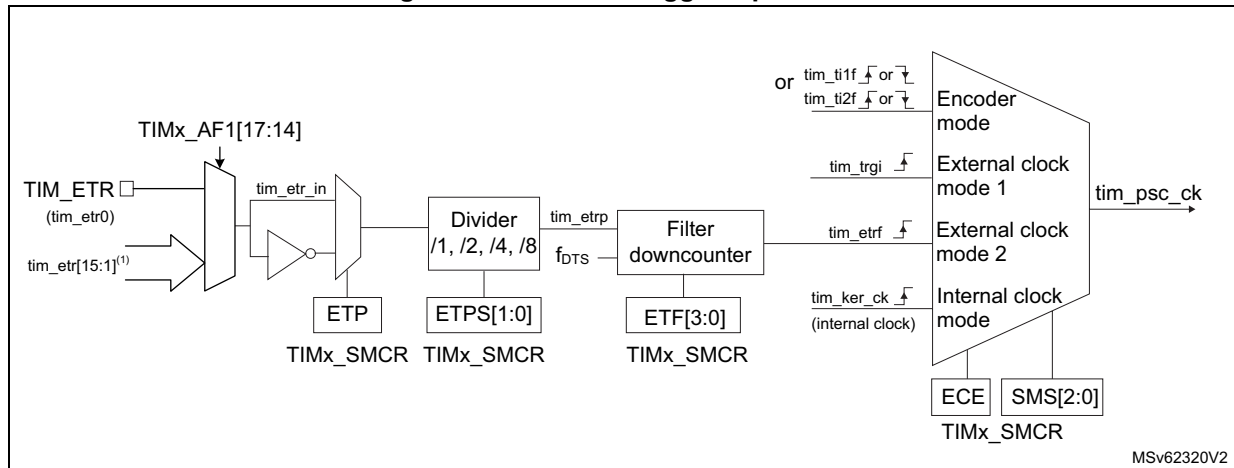 TIMx_AF1[17:14]
TIM_ETR
(tim_etr0)
tim_etr[15:1](1)
tim_etr_in
ETP
TIMx_SMCR
Divider
/1, /2, /4, /8
ETPS[1:0]
TIMx_SMCR
tim_etrp
fDTS
Filter
downcounter
ETF[3:0]
TIMx_SMCR
or tim_ti1f or
tim_ti2f or
Encoder
mode
tim_trgi
External clock
mode 1
tim_etrf
External clock
mode 2
tim_ker_ck
(internal clock)
Internal clock
mode
tim_psc_ck
ECE
SMS[2:0]
TIMx_SMCR
MSv62320V2